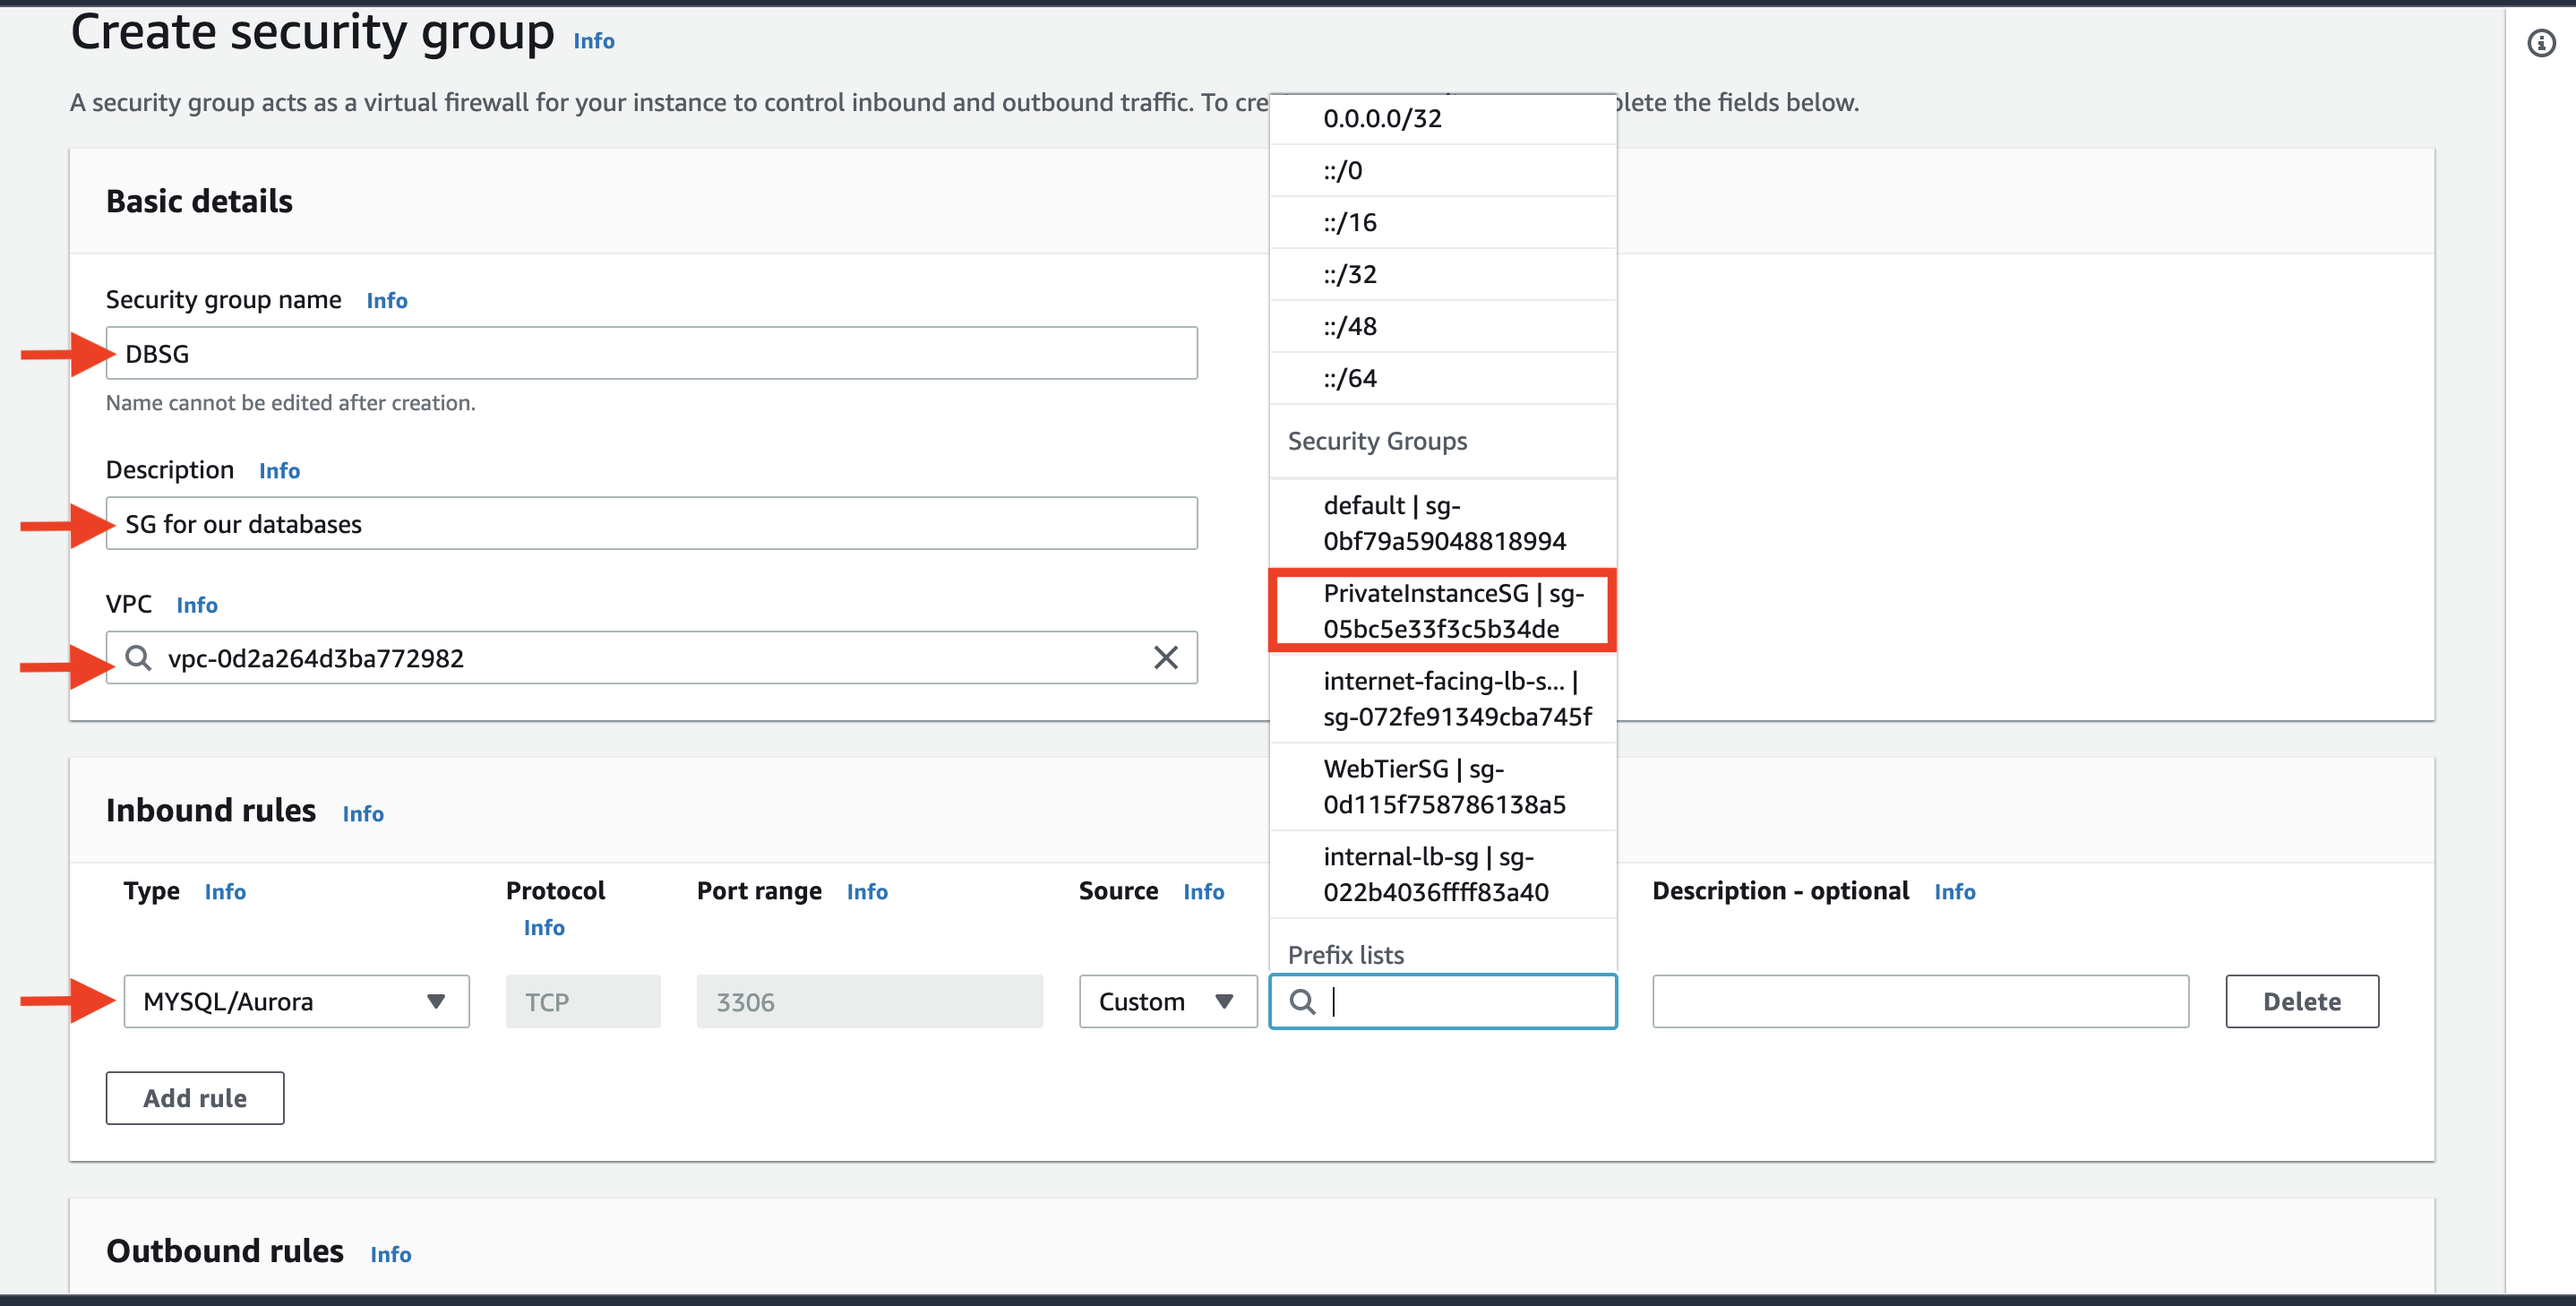 Create security group Info
A security group acts as a virtual firewall for your instance to control inbound and outbound traffic. To cre
plete the fields below.
Basic details
Security group name Info
DBSG
Name cannot be edited after creation.
Description Info
SG for our databases
VPC Info
vpc-0d2a264d3ba772982
0.0.0.0/32
::/0
::/16
::/32
::/48
::/64
Security Groups
default | sg-
0bf79a59048818994
PrivateInstanceSG | sg-
05bc5e33f3c5b34de
internet-facing-lb-s... |
sg-072fe91349cba745f
WebTierSG | sg-
0d115f758786138a5
internal-lb-sg | sg-
022b4036ffff83a40
Prefix lists
Inbound rules Info
Type Info
Protocol
Info
Port range Info
Source Info
Description - optional Info
MYSQL/Aurora
TCP
3306
Custom
Delete
Add rule
Outbound rules Info